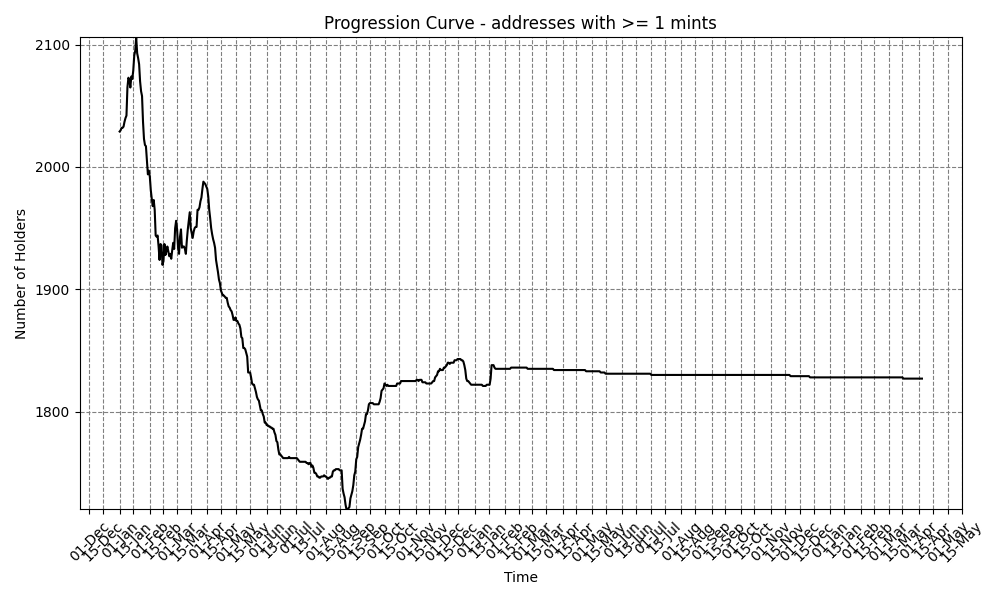 Progression Curve - addresses with >= 1 mints
Number of Holders
2100
2000
1900
1800
01-Dec
15-Dec
01-Jan
15-Jan
01-Feb
15-Feb
01-Mar
15-Mar
01-Apr
15-Apr
01-May
15-May
01-Jun
15-Jun
01-Jul
15-Jul
01-Aug
15-Aug
01-Sep
15-Sep
01-Oct
15-Oct
01-Nov
15-Nov
01-Dec
15-Dec
01-Jan
15-Jan
01-Feb
15-Feb
01-Mar
15-Mar
01-Apr
15-Apr
01-May
15-May
01-Jun
15-Jun
01-Jul
15-Jul
01-Aug
15-Aug
01-Sep
15-Sep
01-Oct
15-Oct
01-Nov
15-Nov
01-Dec
15-Dec
01-Jan
15-Jan
01-Feb
15-Feb
01-Mar
15-Mar
01-Apr
15-Apr
01-May
15-May
Time